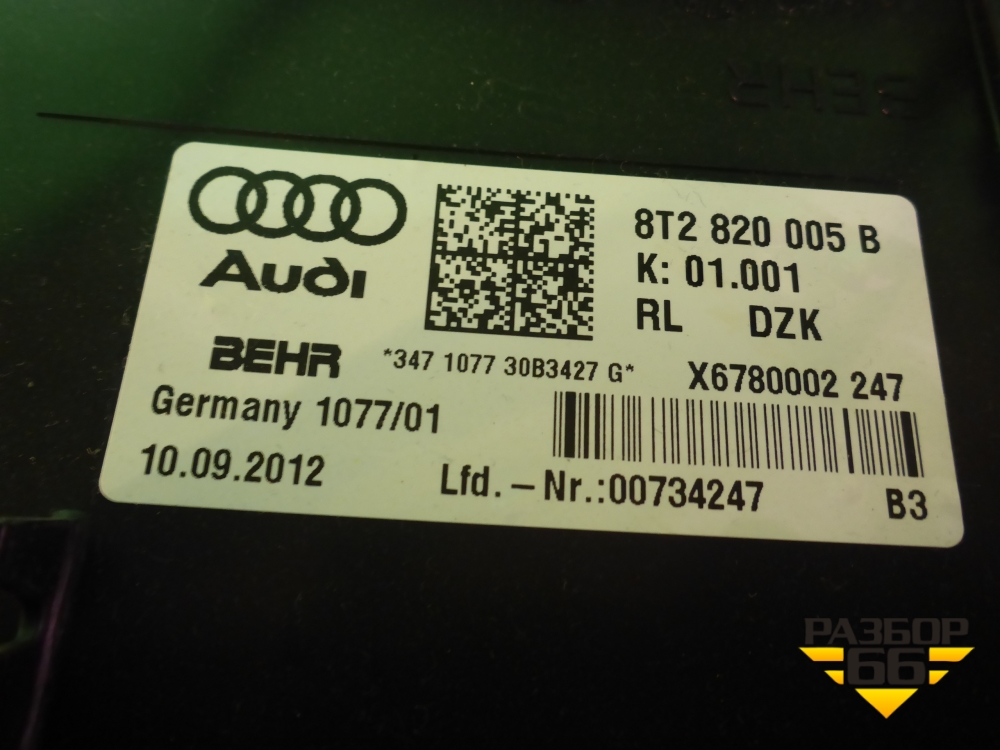 BEHR
Audi
8T2 820 005 B
K: 01.001
RL DZK
BEHR
*347 1077 30B3427 G*
X6780002 247
Germany 1077/01
10.09.2012
Lfd. - Nr.:00734247
B3
РАЗБОР
66